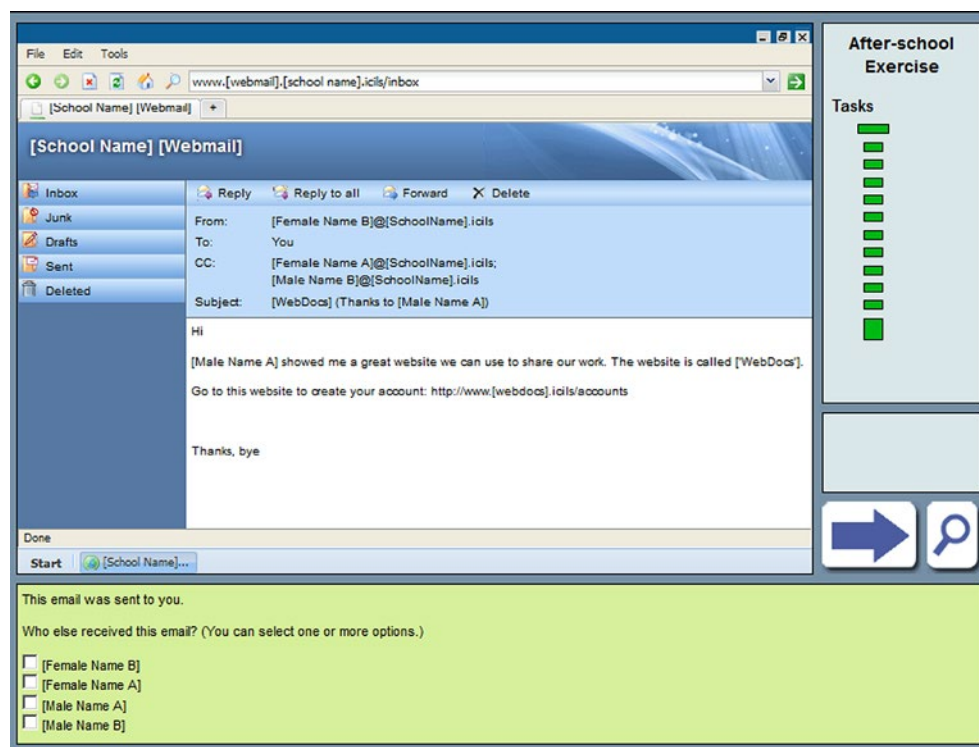 File Edit Tools
www.[webmail].[school name].icils/inbox
[School Name] [Webmail] +
[School Name] [Webmail]
Inbox
Junk
Drafts
Sent
Deleted
Reply Reply to all Forward Delete
From: [Female Name B]@[SchoolName].icils
To: You
CC: [Female Name A]@[SchoolName].icils;
[Male Name B]@[SchoolName].icils
Subject: [WebDocs] (Thanks to [Male Name A])
Hi
[Male Name A] showed me a great website we can use to share our work. The website is called ['WebDocs'].
Go to this website to create your account: http://www.[webdocs].icils/accounts
Thanks, bye
Done
Start [School Name]...
After-school
Exercise
Tasks
This email was sent to you.
Who else received this email? (You can select one or more options.)
[Female Name B]
[Female Name A]
[Male Name A]
[Male Name B]